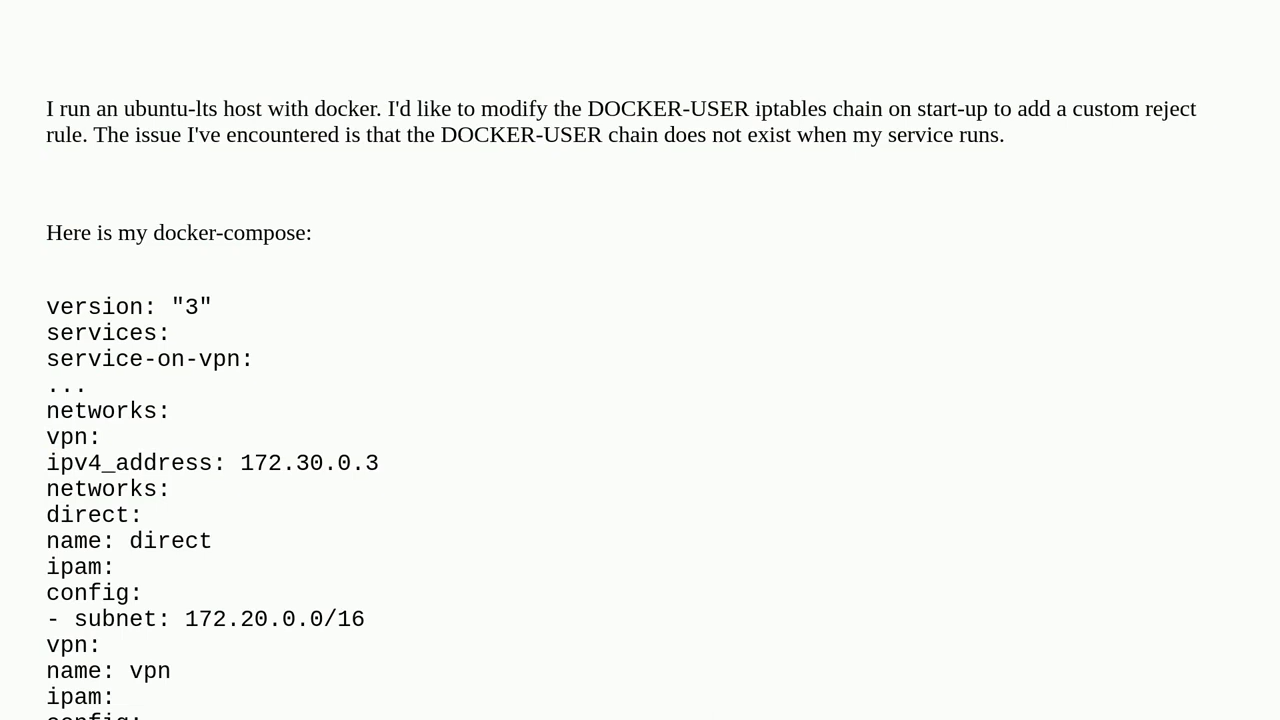 I run an ubuntu-lts host with docker. I'd like to modify the DOCKER-USER iptables chain on start-up to add a custom reject
rule. The issue I've encountered is that the DOCKER-USER chain does not exist when my service runs.
Here is my docker-compose:
version: "3"
services:
service-on-vpn:
...
networks:
vpn:
ipv4_address: 172.30.0.3
networks:
direct:
name: direct
ipam:
config:
- subnet: 172.20.0.0/16
vpn:
name: vpn
ipam:
config: